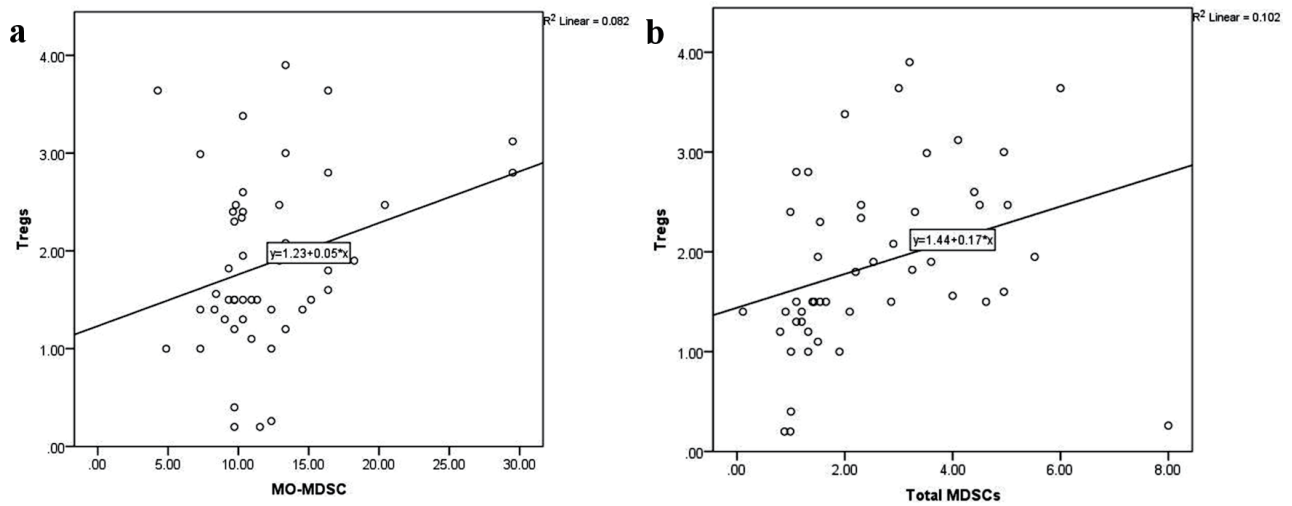 a
R² Linear = 0.082
4.00
3.00
2.00
1.00
.00
Tregs
y=1.23+0.05*x
.00 5.00 10.00 15.00 20.00 25.00 30.00
MO-MDSC
b
R² Linear = 0.102
4.00
3.00
2.00
1.00
.00
Tregs
y=1.44+0.17*x
.00 2.00 4.00 6.00 8.00
Total MDSCs